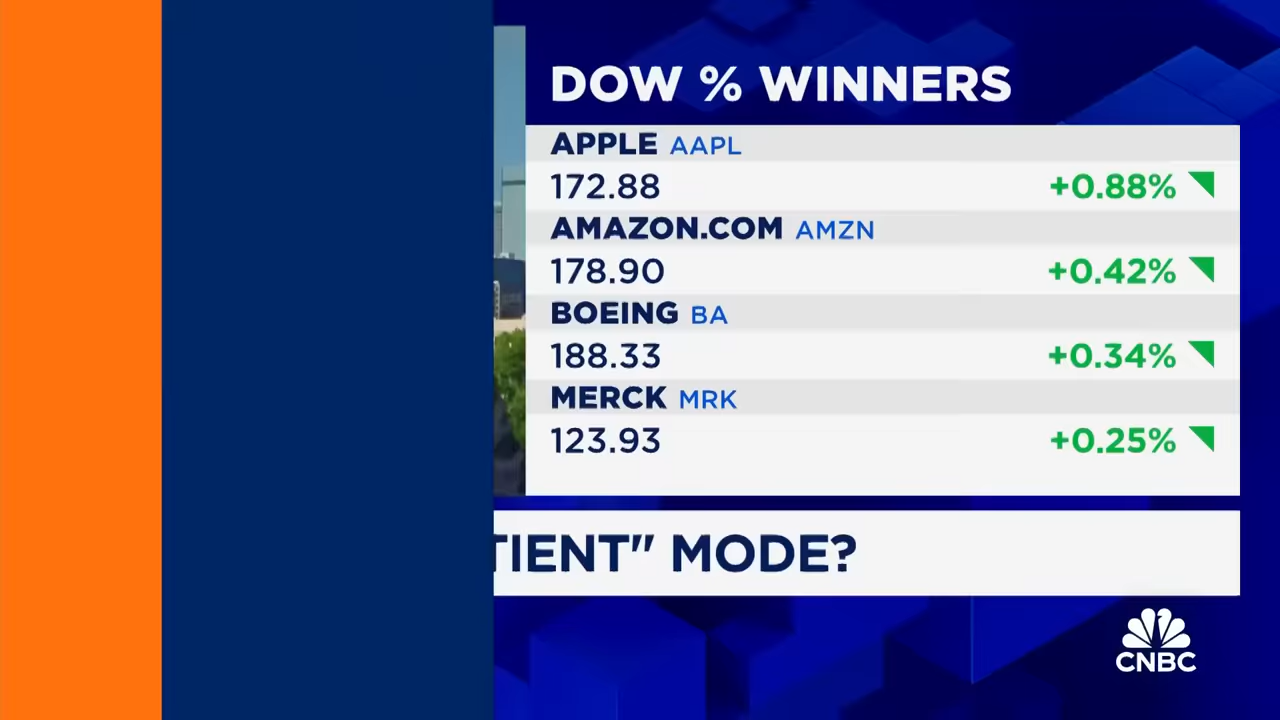 DOW % WINNERS
APPLE AAPL
172.88 +0.88%
AMAZON.COM AMZN
178.90 +0.42%
BOEING BA
188.33 +0.34%
MERCK MRK
123.93 +0.25%
TIENT" MODE?
CNBC